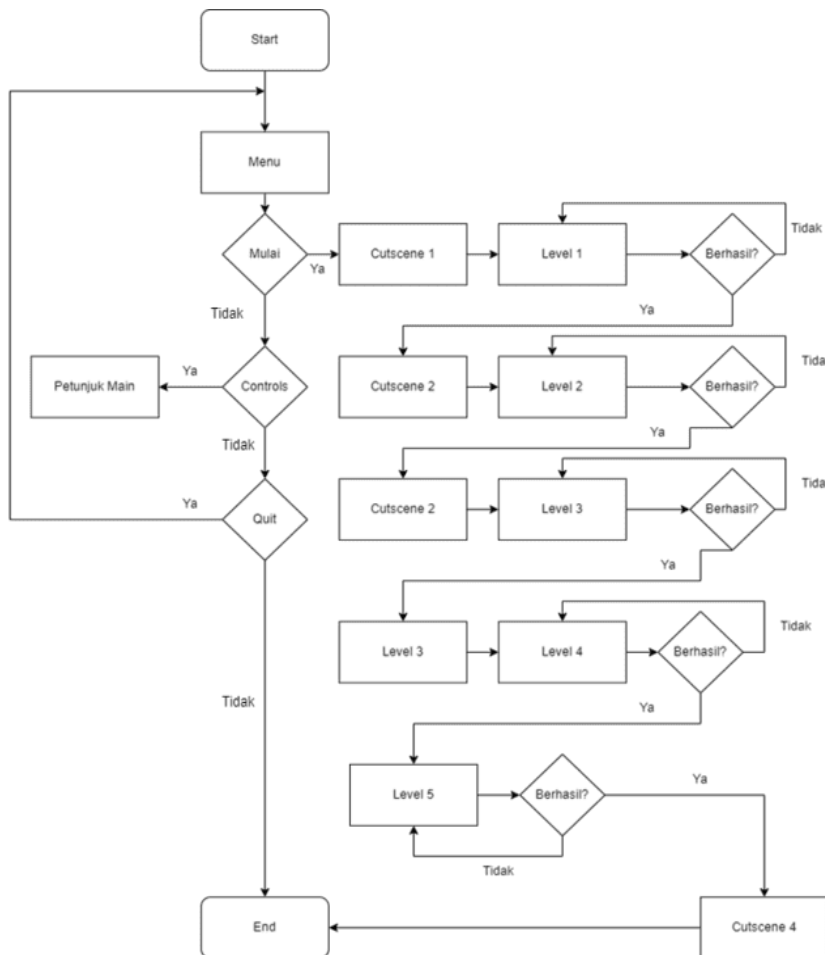 Start
Menu
Mulai
Ya
Cutscene 1
Level 1
Berhasil?
Tidak
Tidak
Ya
Petunjuk Main
Ya
Controls
Cutscene 2
Level 2
Berhasil?
Tida
Tidak
Ya
Ya
Quit
Cutscene 2
Level 3
Berhasil?
Tida
Ya
Level 3
Level 4
Berhasil?
Tidak
Tidak
Ya
Level 5
Berhasil?
Ya
Tidak
End
Cutscene 4